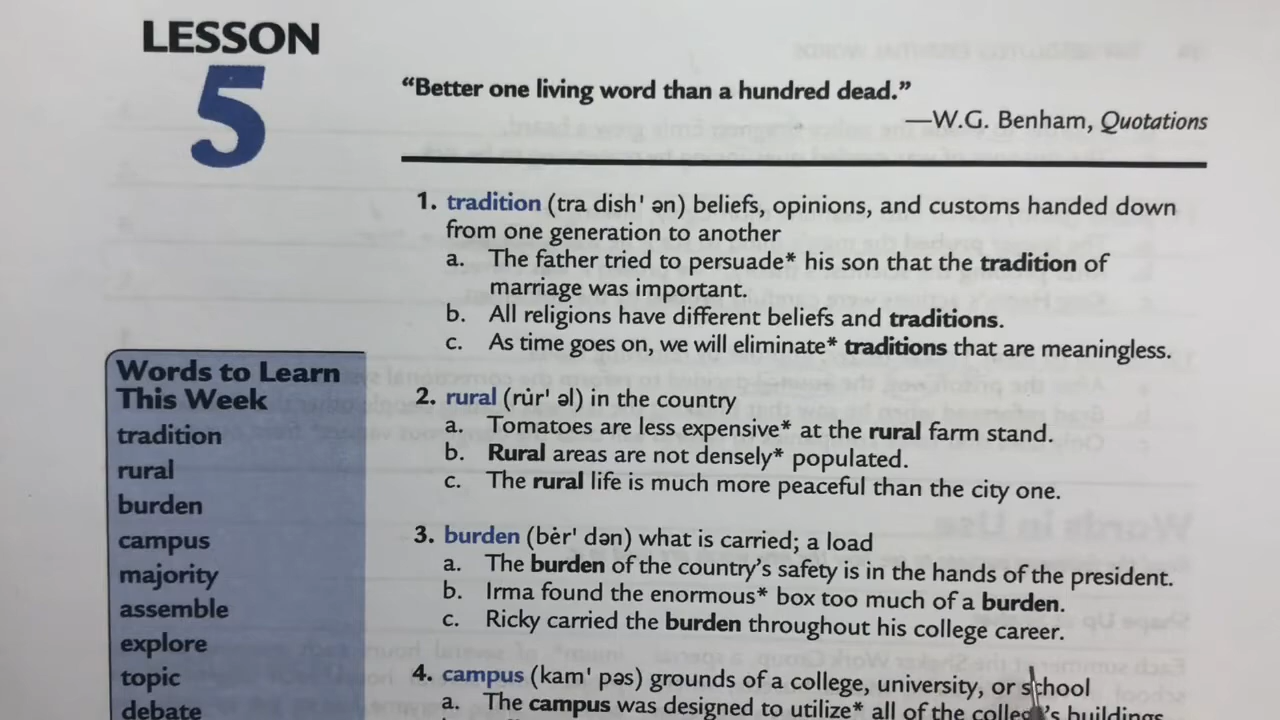 LESSON
5
“Better one living word than a hundred dead.”
—W.G. Benham, Quotations
1. tradition (tra dish' ən) beliefs, opinions, and customs handed down
from one generation to another
a. The father tried to persuade* his son that the tradition of
marriage was important.
b. All religions have different beliefs and traditions.
c. As time goes on, we will eliminate* traditions that are meaningless.
2. rural (rúr' əl) in the country
a. Tomatoes are less expensive* at the rural farm stand.
b. Rural areas are not densely* populated.
c. The rural life is much more peaceful than the city one.
3. burden (bėr' dən) what is carried; a load
a. The burden of the country’s safety is in the hands of the president.
b. Irma found the enormous* box too much of a burden.
c. Ricky carried the burden throughout his college career.
4. campus (kam' pəs) grounds of a college, university, or school
a. The campus was designed to utilize* all of the college’s buildings
Words to Learn
This Week
tradition
rural
burden
campus
majority
assemble
explore
topic
debate